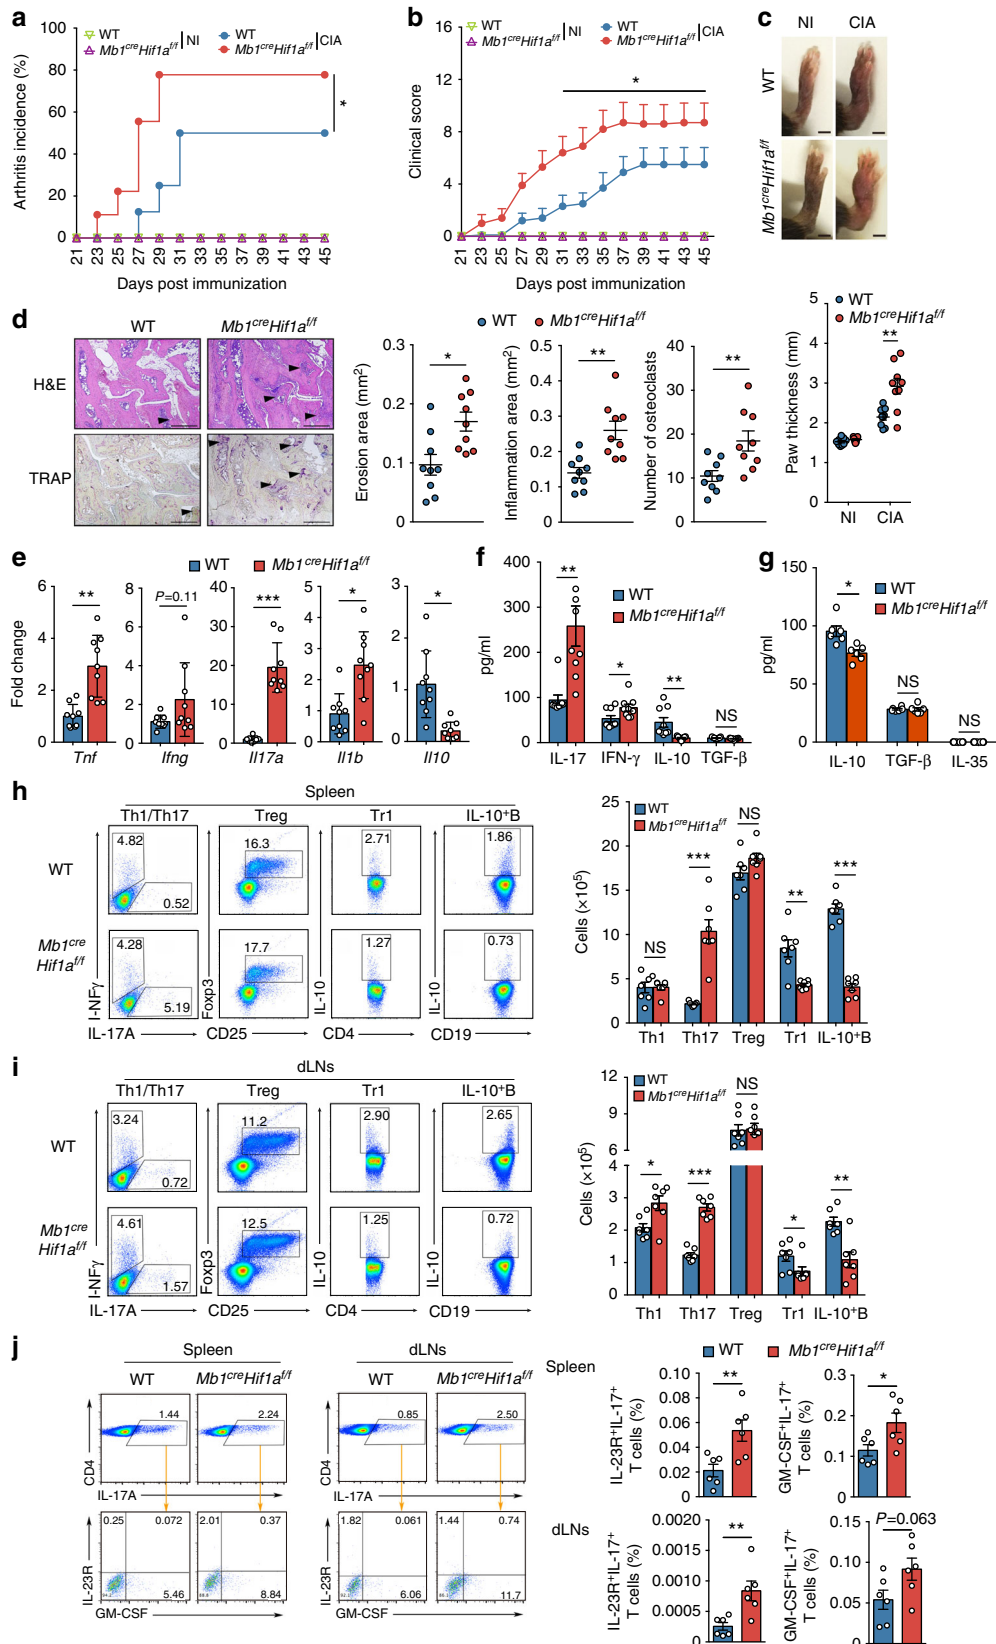 a
Arthritis incidence (%)
WT
Mb1creHif1af/f
NI
WT
Mb1creHif1af/f
CIA
100
80
60
40
20
0
*
21 23 25 27 29 31 33 35 37 39 41 43 45
Days post immunization
b
Clinical score
WT
Mb1creHif1af/f
NI
WT
Mb1creHif1af/f
CIA
16
12
8
4
0
*
21 23 25 27 29 31 33 35 37 39 41 43 45
Days post immunization
c
NI CIA
WT
Mb1creHif1af/f
Paw thickness (mm)
WT
Mb1creHif1af/f
**
5
4
3
2
1
0
NI CIA
d
WT Mb1creHif1af/f
H&E
TRAP
WT Mb1creHif1af/f
Erosion area (mm2)
0.3
0.2
0.1
0
*
Inflammation area (mm2)
0.5
0.4
0.3
0.2
0.1
0
**
Number of osteoclasts
40
30
20
10
0
**
e
WT Mb1creHif1af/f
Fold change
6
4
2
0
**
Tnf
8
6
4
2
0
P=0.11
Ifng
40
30
20
10
0
***
Il17a
4
3
2
1
0
*
Il1b
3
2
1
0
*
Il10
f
pg/ml
400
300
200
100
0
WT
Mb1creHif1af/f
** * ** NS
IL-17 IFN-γ IL-10 TGF-β
g
pg/ml
150
100
50
0
WT
Mb1creHif1af/f
* NS NS
IL-10 TGF-β IL-35
h
Spleen
Th1/Th17 Treg Tr1 IL-10+B
WT
4.82
0.52
16.3
2.71
1.86
Mb1cre
Hif1af/f
4.28
5.19
17.7
1.27
0.73
I-NFγ
Foxp3
IL-10
IL-10
IL-17A CD25 CD4 CD19
Cells (×105)
WT
Mb1creHif1af/f
25
20
15
10
5
0
NS *** NS ** ***
Th1 Th17 Treg Tr1 IL-10+B
i
dLNs
Th1/Th17 Treg Tr1 IL-10+B
WT
3.24
0.72
11.2
2.90
2.65
Mb1cre
Hif1af/f
4.61
1.57
12.5
1.25
0.72
I-NFγ
Foxp3
IL-10
IL-10
IL-17A CD25 CD4 CD19
Cells (×105)
WT
Mb1creHif1af/f
12
9
6
4
3
2
1
0
* *** NS * **
Th1 Th17 Treg Tr1 IL-10+B
j
Spleen
WT Mb1creHif1af/f
1.44
2.24
CD4
IL-17A
0.25 0.072
5.46
2.01 0.37
8.84
IL-23R
GM-CSF
dLNs
WT Mb1creHif1af/f
0.85
2.50
CD4
IL-17A
1.82 0.061
6.06
1.44 0.74
11.7
IL-23R
GM-CSF
WT Mb1creHif1af/f
Spleen
IL-23R+IL-17+
T cells (%)
0.10
0.08
0.06
0.04
0.02
0
**
GM-CSF+IL-17+
T cells (%)
0.3
0.2
0.1
0
*
dLNs
IL-23R+IL-17+
T cells (%)
0.0020
0.0015
0.0010
0.0005
0
**
GM-CSF+IL-17+
T cells (%)
0.15
0.10
0.05
0
P=0.063